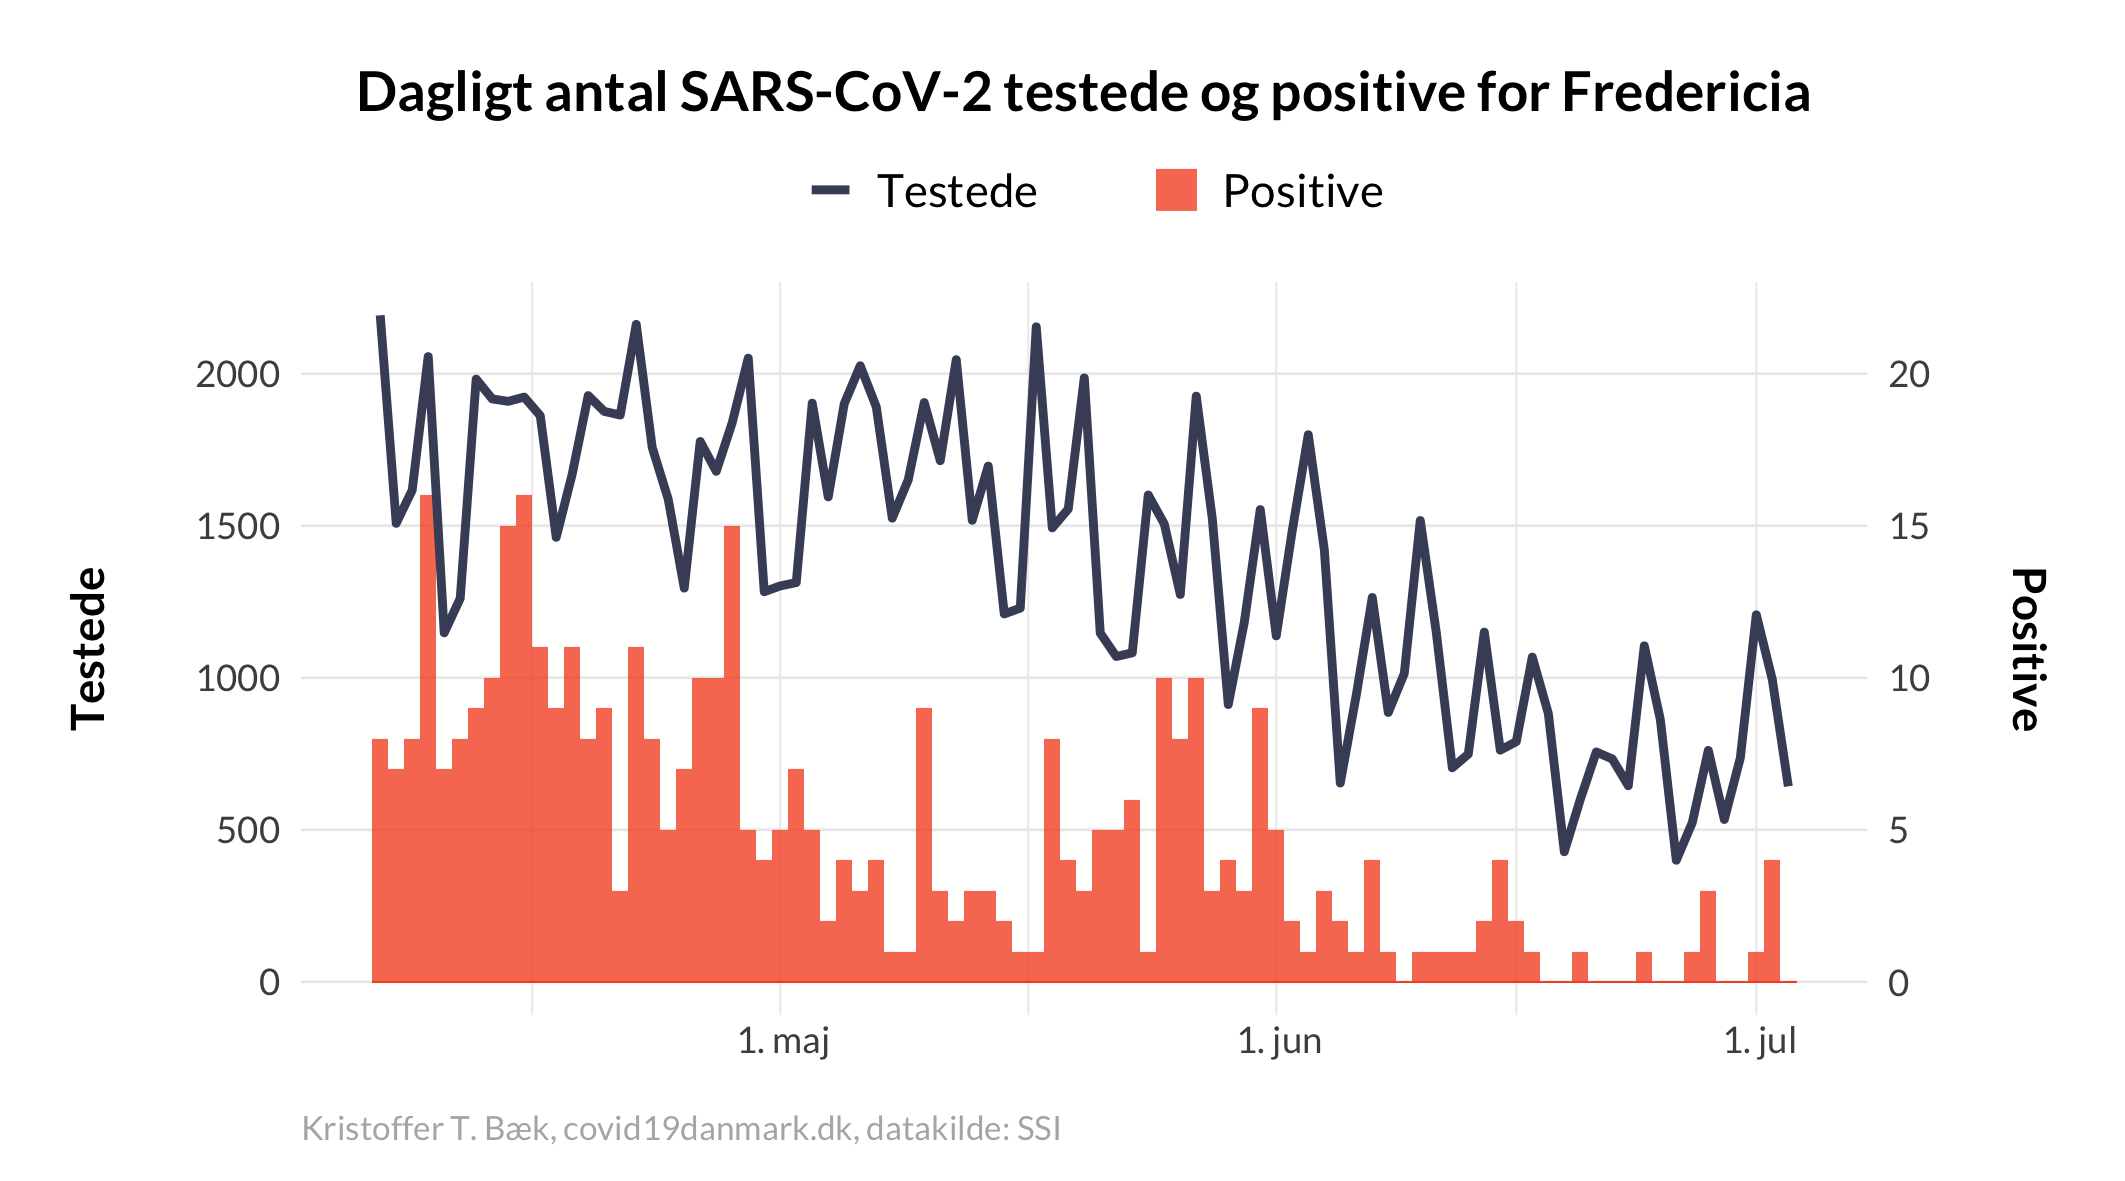 Dagligt antal SARS-CoV-2 testede og positive for Fredericia
Testede
Positive
2000
1500
1000
500
0
Testede
20
15
10
5
0
Positive
1. maj
1. jun
1. jul
Kristoffer T. Bæk, covid19danmark.dk, datakilde: SSI